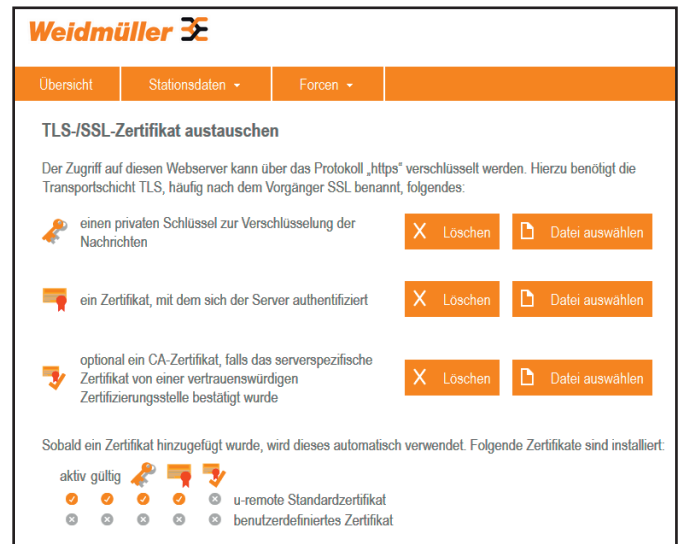 Weidmüller
Übersicht Stationsdaten Forcen
TLS-/SSL-Zertifikat austauschen
Der Zugriff auf diesen Webserver kann über das Protokoll „https“ verschlüsselt werden. Hierzu benötigt die
Transportschicht TLS, häufig nach dem Vorgänger SSL benannt, folgendes:
einen privaten Schlüssel zur Verschlüsselung der
Nachrichten
Löschen Datei auswählen
ein Zertifikat, mit dem sich der Server authentifiziert
Löschen Datei auswählen
optional ein CA-Zertifikat, falls das serverspezifische
Zertifikat von einer vertrauenswürdigen
Zertifizierungsstelle bestätigt wurde
Löschen Datei auswählen
Sobald ein Zertifikat hinzugefügt wurde, wird dieses automatisch verwendet. Folgende Zertifikate sind installiert:
aktiv gültig
u-remote Standardzertifikat
benutzerdefiniertes Zertifikat